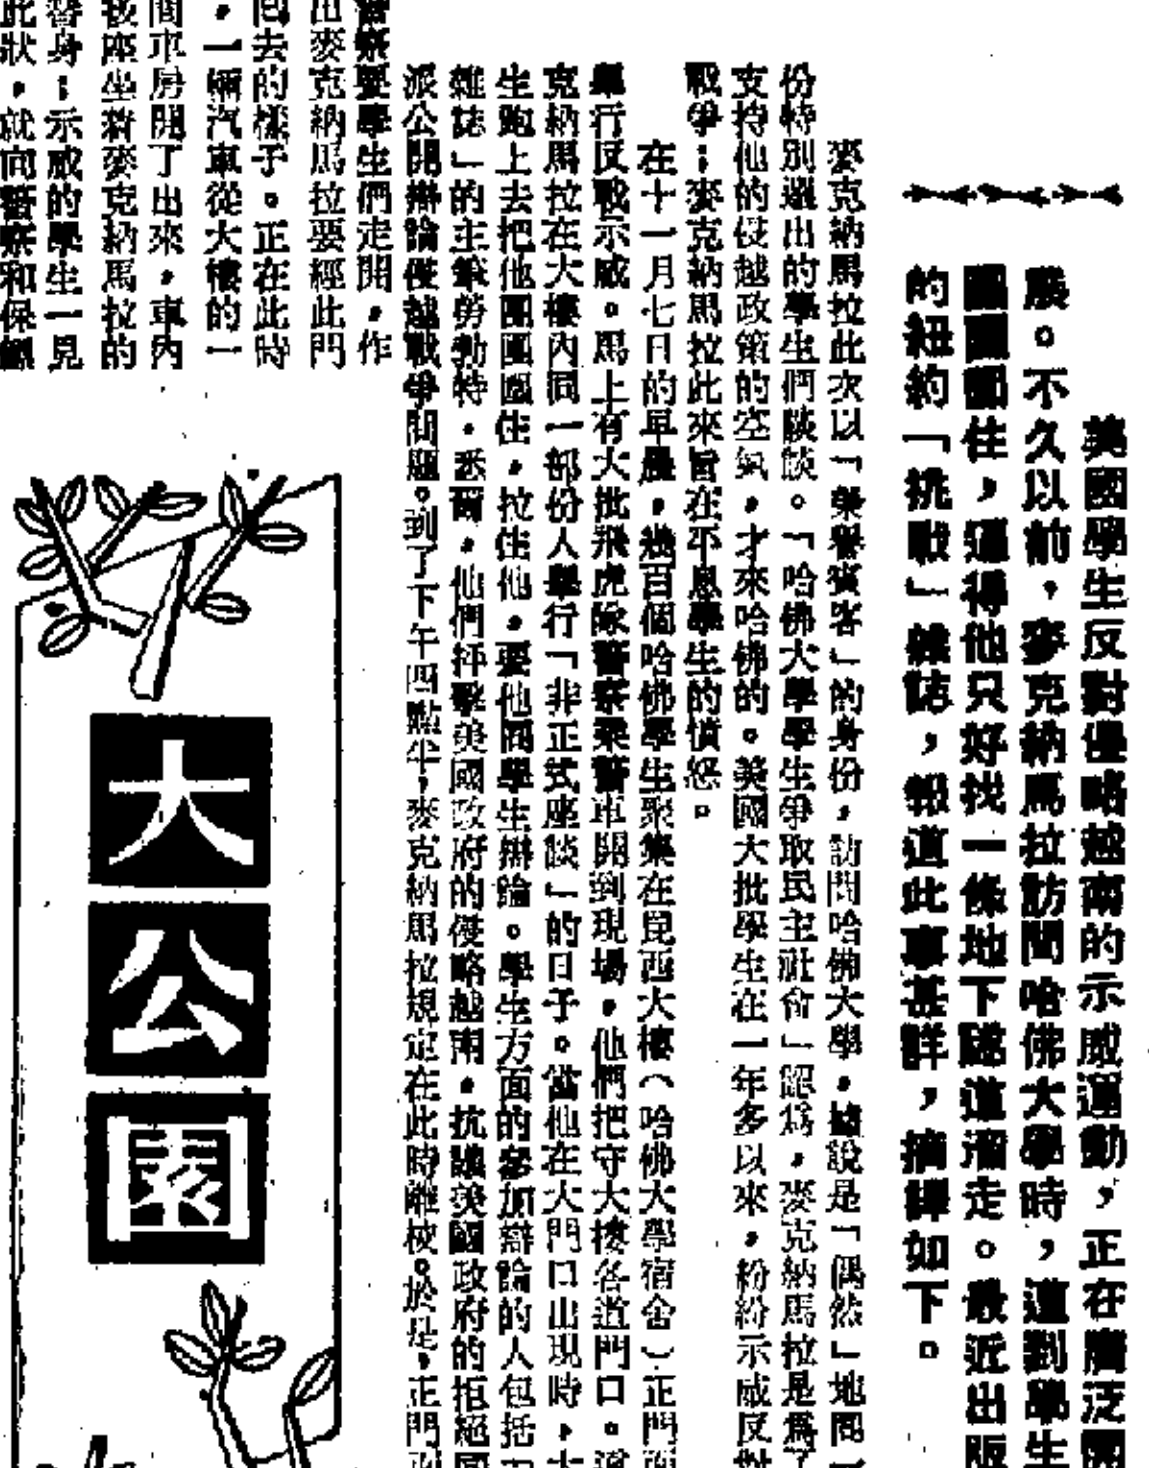 美國學生反對侵略越南的示威運動，正在廣泛開
展。不久以前，麥克納馬拉訪問哈佛大學時，遭到學生
團團圍住，逼得他只好找一條地下隧道溜走。最近出版
的紐約「挑戰」雜誌，報道此事甚詳，摘譯如下。
麥克納馬拉此次以「榮譽賓客」的身份，訪問哈佛大學，據說是「偶然」地同一
份特別選出的學生們談談。「哈佛大學學生爭取民主社會」認爲，麥克納馬拉是爲了
支持他的侵越政策的空氣，才來哈佛的。美國大批學生在一年多以來，紛紛示威反對
戰爭；麥克納馬拉此來旨在平息學生的憤怒。
在十一月七日的早晨，幾百個哈佛學生聚集在昆西大樓（哈佛大學宿舍）正門前
舉行反戰示威。馬上有大批飛虎隊警察乘警車開到現場，他們把守大樓各道門口。這
克納馬拉在大樓內同一部份人舉行「非正式座談」的日子。當他在大門口出現時，大
生跑上去把他團團圍住，拉住他，要他同學生辯論。學生方面的參加辯論的人包括
雜誌」的主筆勞勃特·悉爾，他們抨擊美國政府的侵略越南，抗議美國政府的拒絕同
派公開辯論侵越戰爭問題。到了下午四點半，麥克納馬拉規定在此時離校。於是，正門前
警察要學生們走開，作
出麥克納馬拉要經此門
出去的樣子。正在此時
，一輛汽車從大樓的一
間車房開了出來，車內
後座坐着麥克納馬拉的
替身；示威的學生一見
此狀，就向警察和保鑣
大公園